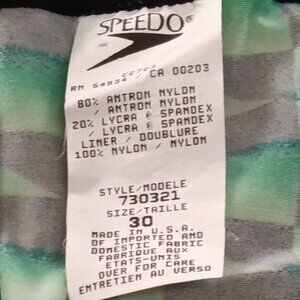 SPEEDO®
RN 54534 CA 00203
80% ANTRON NYLON
/ ANTRON NYLON
20% LYCRA ® SPANDEX
/ LYCRA ® SPANDEX
LINER / DOUBLURE
100% NYLON / NYLON
STYLE/MODELE
730321
SIZE/TAILLE
30
MADE IN U.S.A.
OF IMPORTED AND
DOMESTIC FABRIC
FABRIQUE AUX
ETATS-UNIS
OVER FOR CARE
ENTRETIEN AU VERSO